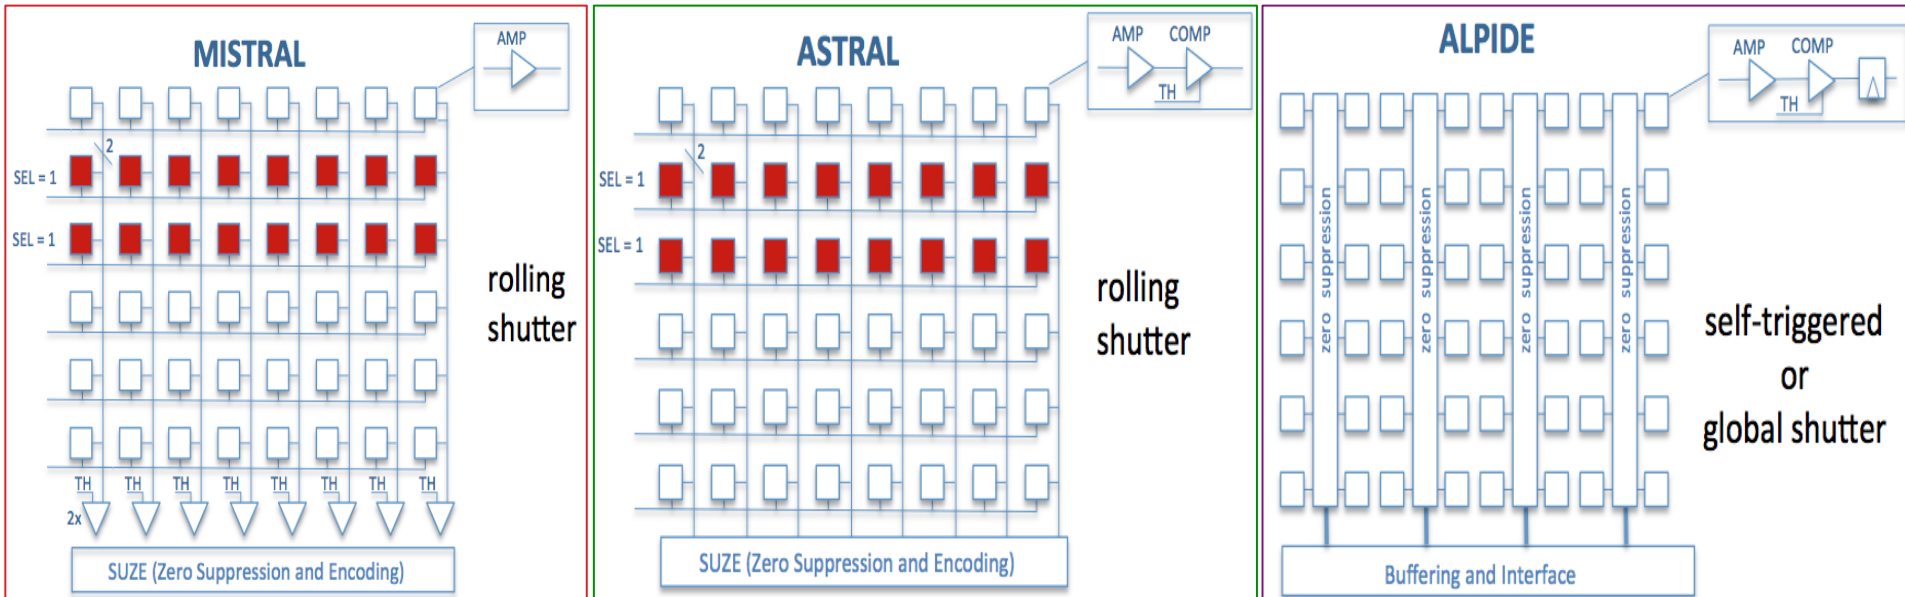 MISTRAL
AMP
2
SEL = 1
SEL = 1
rolling
shutter
TH TH TH TH TH TH TH TH
2x
SUZE (Zero Suppression and Encoding)
ASTRAL
AMP COMP
TH
2
SEL = 1
SEL = 1
rolling
shutter
SUZE (Zero Suppression and Encoding)
ALPIDE
AMP COMP
TH
zero suppression
zero suppression
zero suppression
zero suppression
self-triggered
or
global shutter
Buffering and Interface